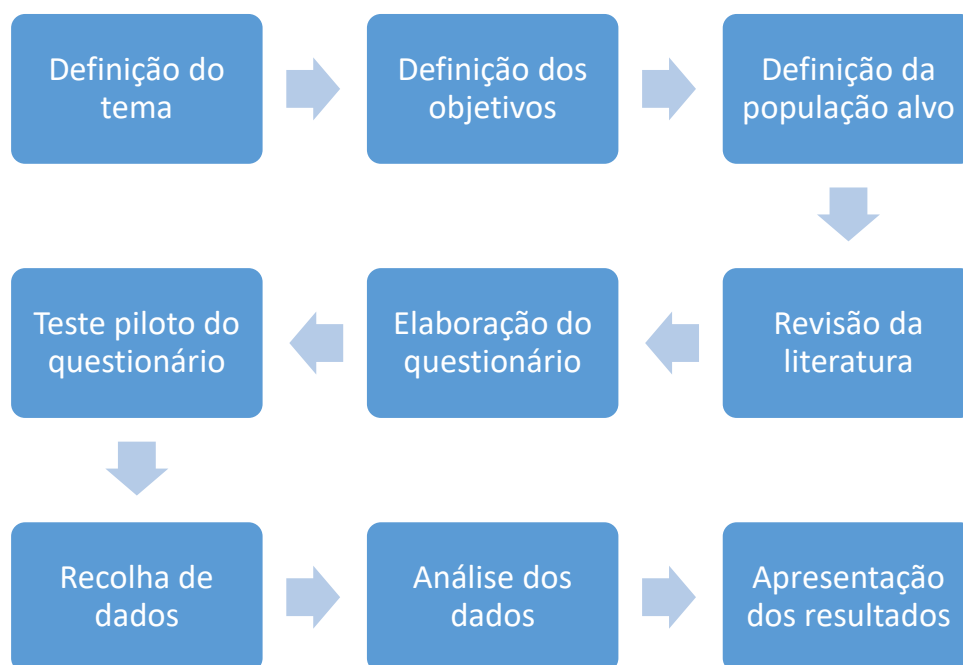 Definição do
tema
Definição dos
objetivos
Definição da
população alvo
Revisão da
literatura
Elaboração do
questionário
Teste piloto do
questionário
Recolha de
dados
Análise dos
dados
Apresentação
dos resultados